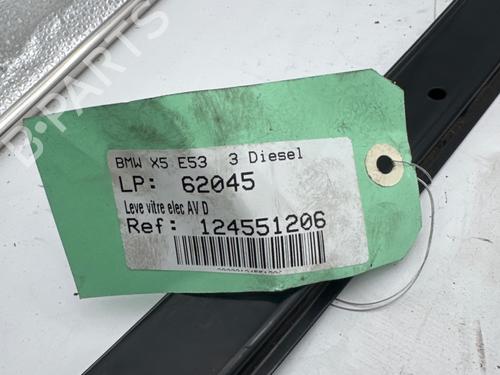 B-PARTS
BMW X5 E53 3 Diesel
LP: 62045
Leve vitre elec AV D
Ref: 124551206